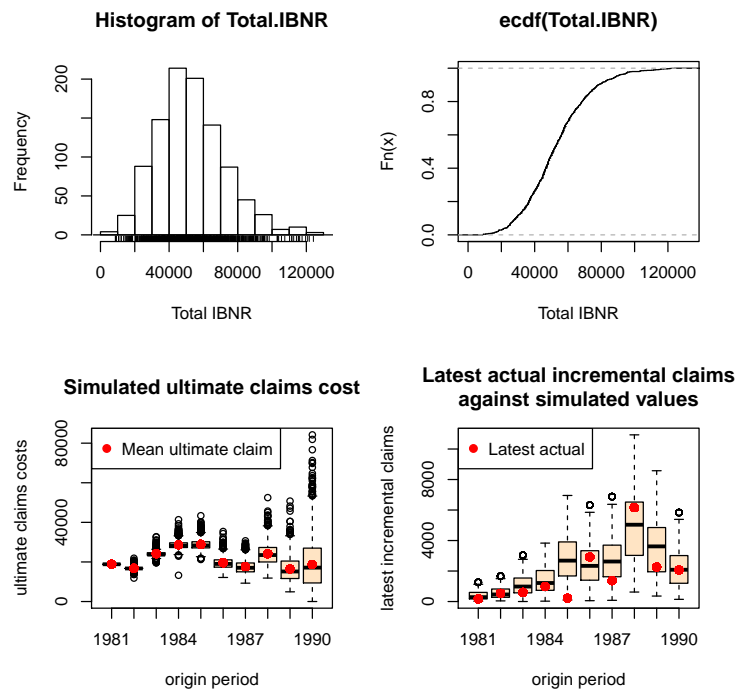 Histogram of Total.IBNR
Frequency
0 50 100 200
0 40000 80000 120000
Total IBNR
ecdf(Total.IBNR)
Fn(x)
0.0 0.4 0.8
0 40000 80000 120000
Total IBNR
Simulated ultimate claims cost
Mean ultimate claim
ultimate claims costs
0 40000 80000
1981 1984 1987 1990
origin period
Latest actual incremental claims
against simulated values
Latest actual
latest incremental claims
0 4000 8000
1981 1984 1987 1990
origin period